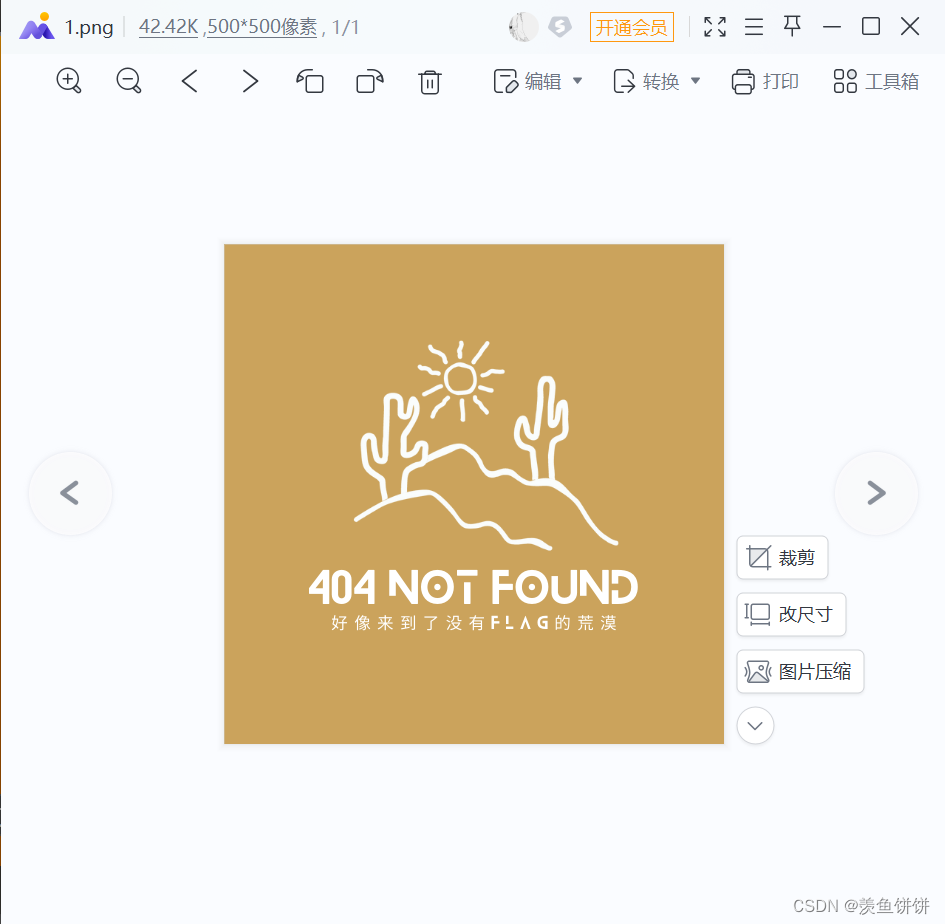 1.png 42.42K ,500*500像素 , 1/1 开通会员
编辑 转换 打印 工具箱
404 NOT FOUND
好像来到了没有FLAG的荒漠
裁剪
改尺寸
图片压缩
CSDN @羡鱼饼饼